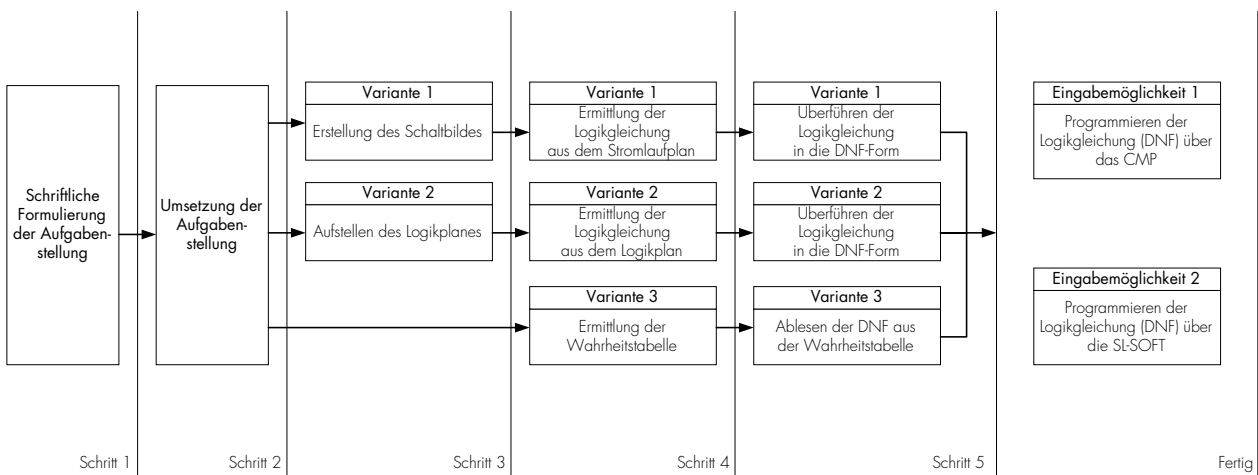 Schriftliche
Formulierung
der Aufgaben-
stellung
Schritt 1
Umsetzung der
Aufgaben-
stellung
Schritt 2
Variante 1
Erstellung des Schaltbildes
Variante 2
Aufstellen des Logikplanes
Schritt 3
Variante 1
Ermittlung der
Logikgleichung
aus dem Stromlaufplan
Variante 2
Ermittlung der
Logikgleichung
aus dem Logikplan
Variante 3
Ermittlung der
Wahrheitstabelle
Schritt 4
Variante 1
Überführen der
Logikgleichung
in die DNF-Form
Variante 2
Überführen der
Logikgleichung
in die DNF-Form
Variante 3
Ablesen der DNF aus
der Wahrheitstabelle
Schritt 5
Eingabemöglichkeit 1
Programmieren der
Logikgleichung (DNF) über
das CMP
Eingabemöglichkeit 2
Programmieren der
Logikgleichung (DNF) über
die SL-SOFT
Fertig